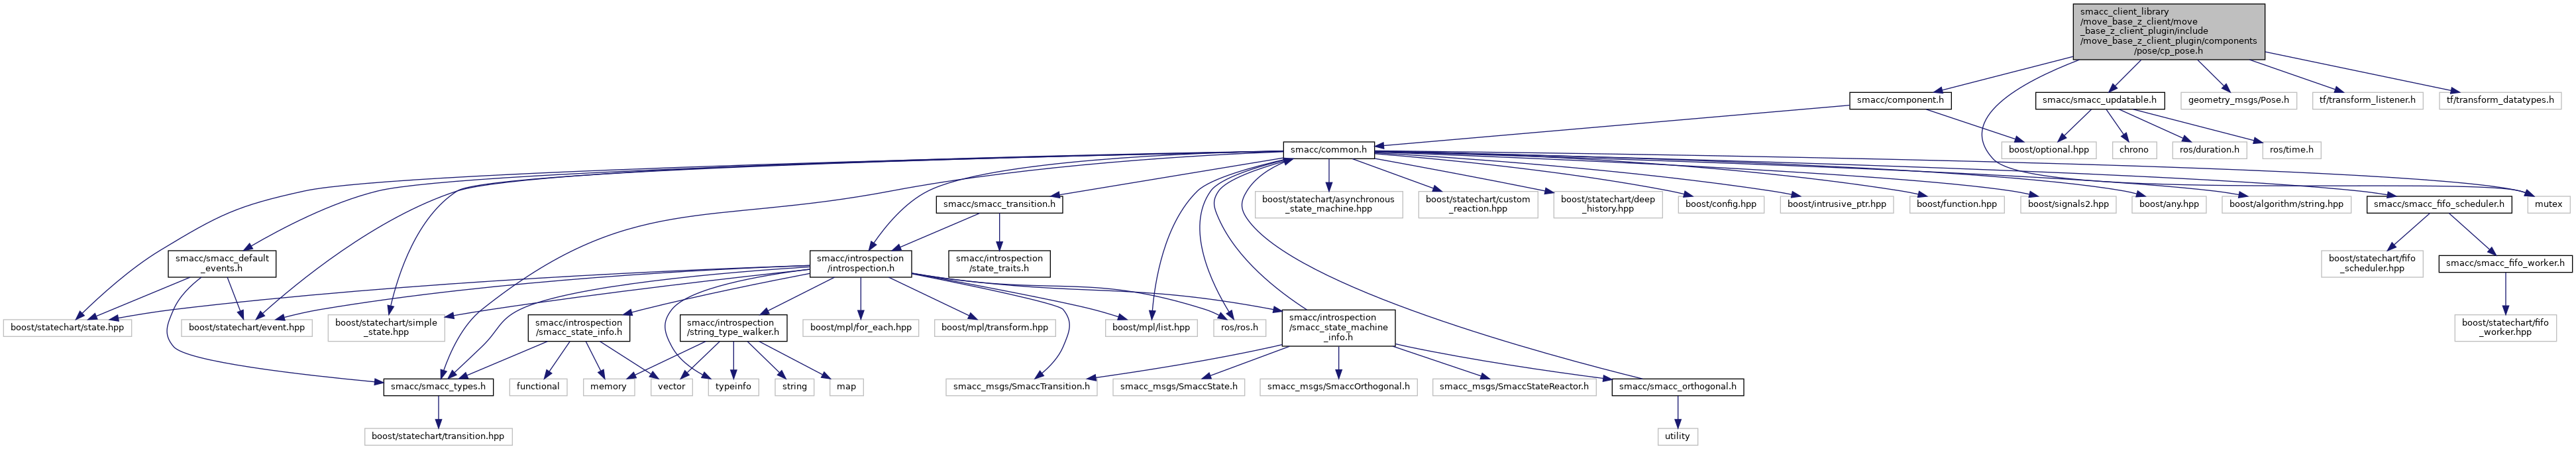 smacc_client_library
/move_base_z_client/move
_base_z_client_plugin/include
/move_base_z_client_plugin/components
/pose/cp_pose.h
smacc/component.h
smacc/smacc_updatable.h
geometry_msgs/Pose.h
tf/transform_listener.h
tf/transform_datatypes.h
smacc/common.h
boost/optional.hpp
chrono
ros/duration.h
ros/time.h
smacc/smacc_transition.h
boost/statechart/asynchronous
_state_machine.hpp
boost/statechart/custom
_reaction.hpp
boost/statechart/deep
_history.hpp
boost/config.hpp
boost/intrusive_ptr.hpp
boost/function.hpp
boost/signals2.hpp
boost/any.hpp
boost/algorithm/string.hpp
smacc/smacc_fifo_scheduler.h
mutex
smacc/smacc_default
_events.h
smacc/introspection
/introspection.h
smacc/introspection
/state_traits.h
boost/statechart/fifo
_scheduler.hpp
smacc/smacc_fifo_worker.h
boost/statechart/state.hpp
boost/statechart/event.hpp
boost/statechart/simple
_state.hpp
smacc/introspection
/smacc_state_info.h
smacc/introspection
/string_type_walker.h
boost/mpl/for_each.hpp
boost/mpl/transform.hpp
boost/mpl/list.hpp
ros/ros.h
smacc/introspection
/smacc_state_machine
_info.h
boost/statechart/fifo
_worker.hpp
smacc/smacc_types.h
functional
memory
vector
typeinfo
string
map
smacc_msgs/SmaccTransition.h
smacc_msgs/SmaccState.h
smacc_msgs/SmaccOrthogonal.h
smacc_msgs/SmaccStateReactor.h
smacc/smacc_orthogonal.h
boost/statechart/transition.hpp
utility